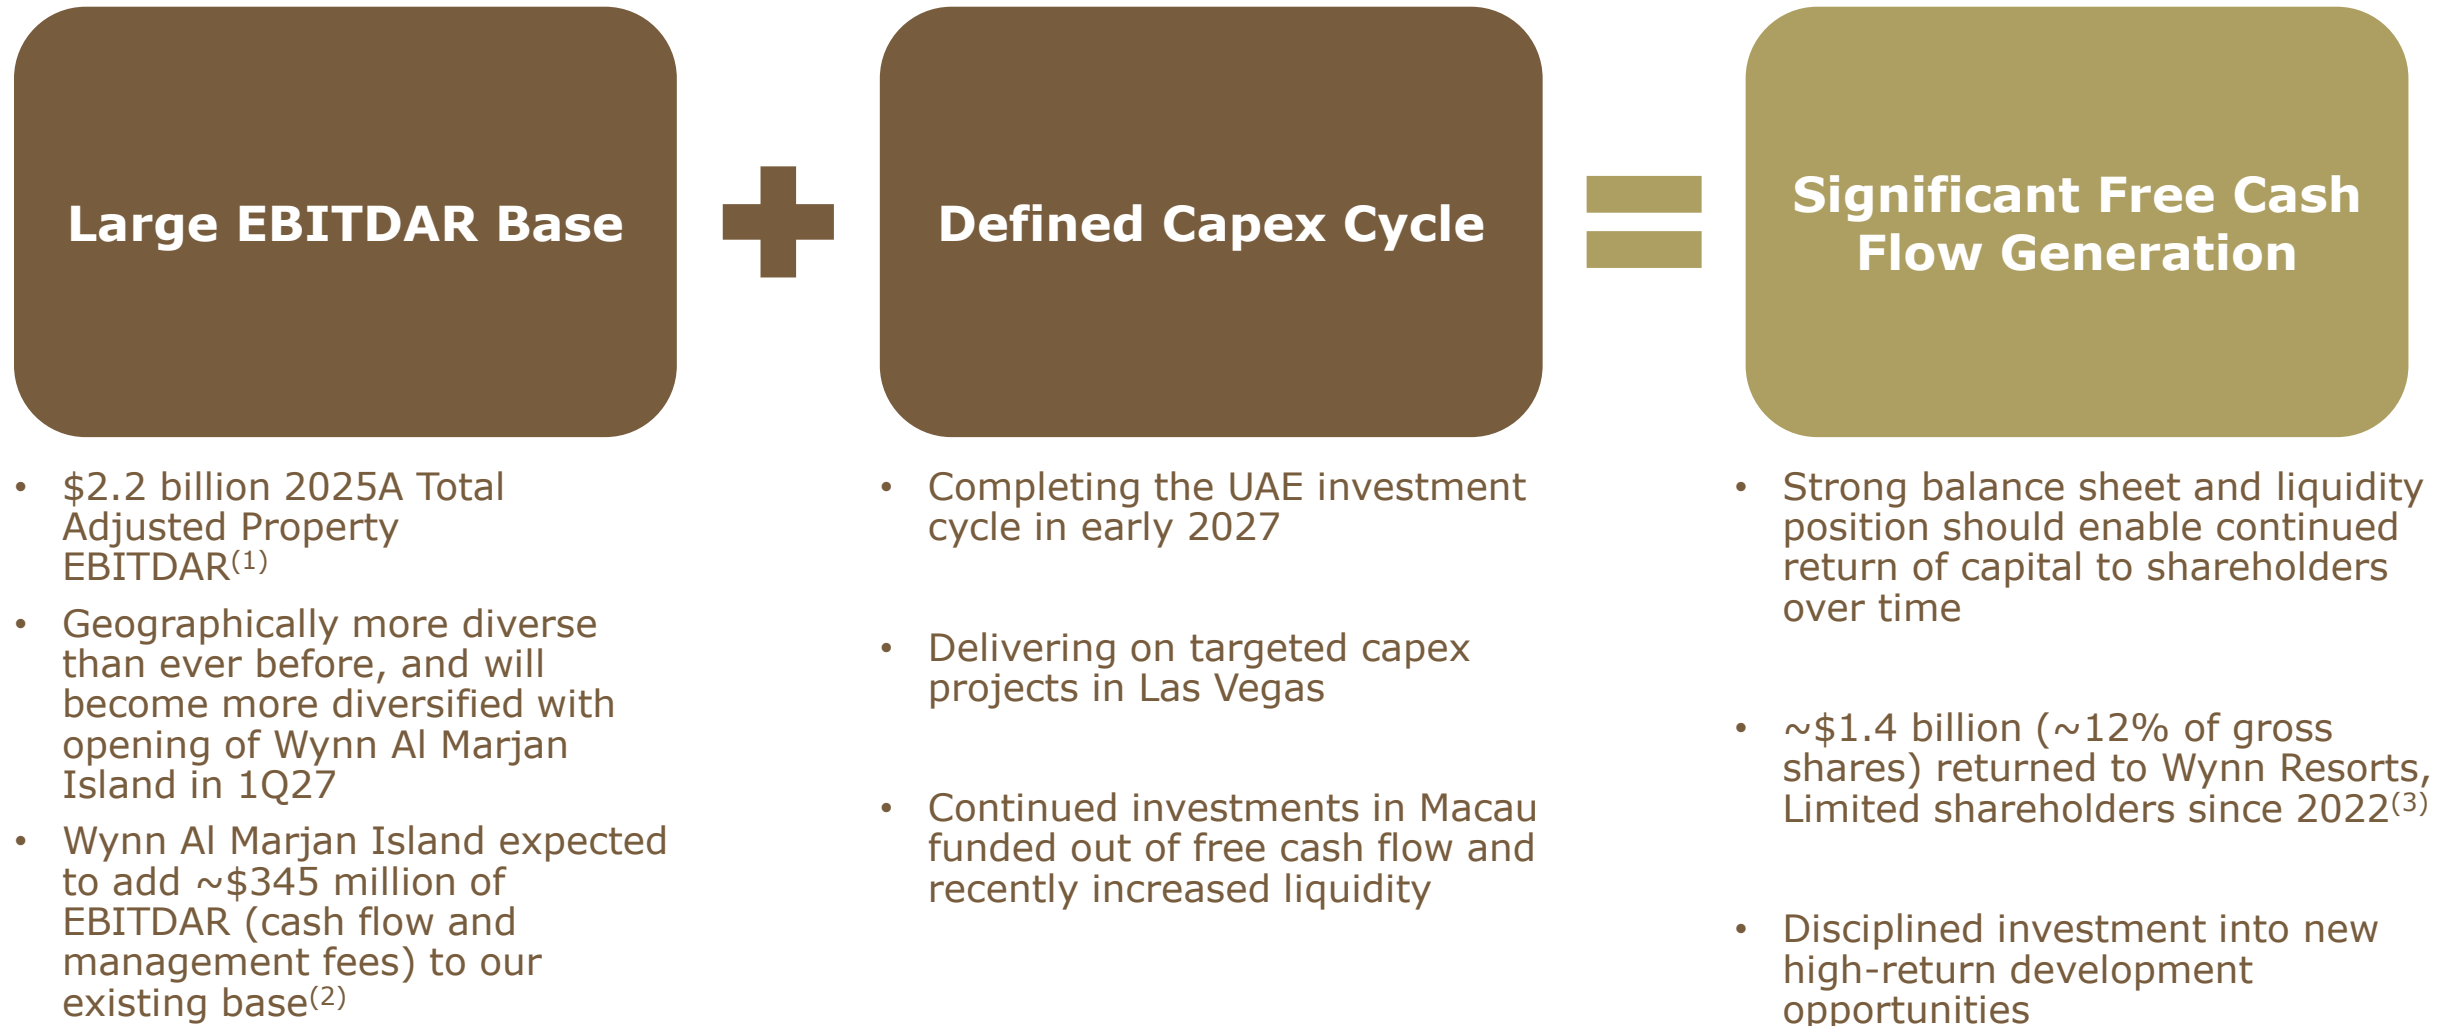 Large EBITDAR Base
Defined Capex Cycle
Significant Free Cash
Flow Generation
• $2.2 billion 2025A Total
Adjusted Property
EBITDAR(1)
• Geographically more diverse
than ever before, and will
become more diversified with
opening of Wynn Al Marjan
Island in 1Q27
• Wynn Al Marjan Island expected
to add ~$345 million of
EBITDAR (cash flow and
management fees) to our
existing base(2)
• Completing the UAE investment
cycle in early 2027
• Delivering on targeted capex
projects in Las Vegas
• Continued investments in Macau
funded out of free cash flow and
recently increased liquidity
• Strong balance sheet and liquidity
position should enable continued
return of capital to shareholders
over time
• ~$1.4 billion (~12% of gross
shares) returned to Wynn Resorts,
Limited shareholders since 2022(3)
• Disciplined investment into new
high-return development
opportunities